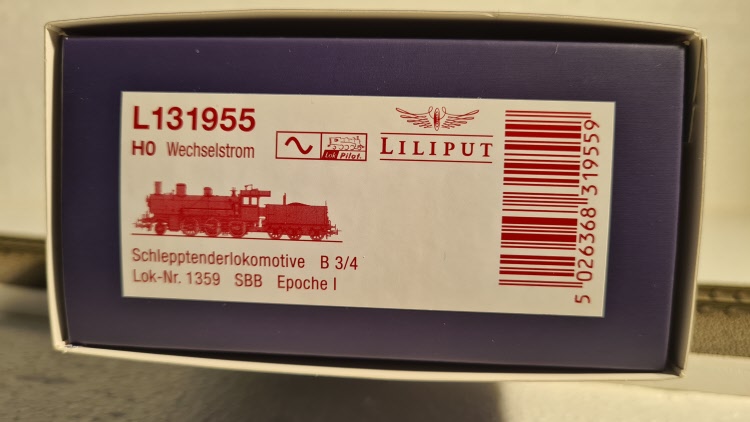 L131955
H0 Wechselstrom
Lok Pilot.
LILIPUT
Schlepptenderlokomotive B 3/4
Lok-Nr. 1359 SBB Epoche I
5 026368 319559